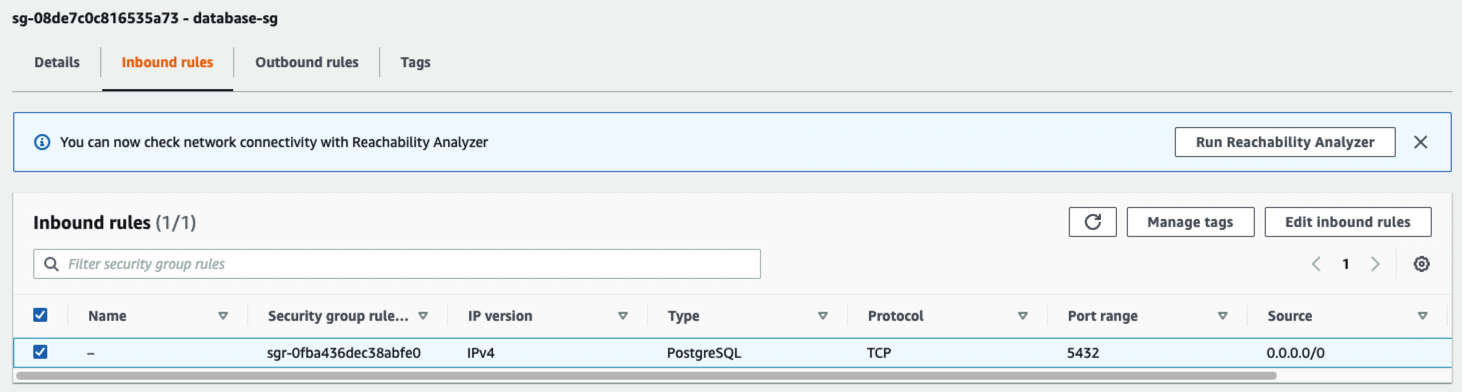 sg-08de7c0c816535a73 - database-sg
Details Inbound rules Outbound rules Tags
You can now check network connectivity with Reachability Analyzer Run Reachability Analyzer
Inbound rules (1/1) Manage tags Edit inbound rules
Filter security group rules 1
Name Security group rule... IP version Type Protocol Port range Source
– sgr-0fba436dec38abfe0 IPv4 PostgreSQL TCP 5432 0.0.0.0/0